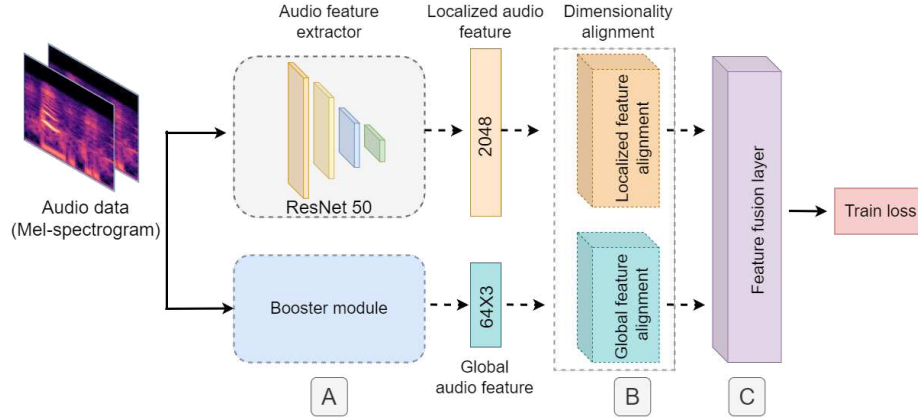 Audio feature
extractor
Localized audio
feature
Dimensionality
alignment
Audio data
(Mel-spectrogram)
ResNet 50
2048
Localized feature
alignment
Feature fusion layer
Train loss
Booster module
64X3
Global audio feature
Global feature
alignment
A
B
C